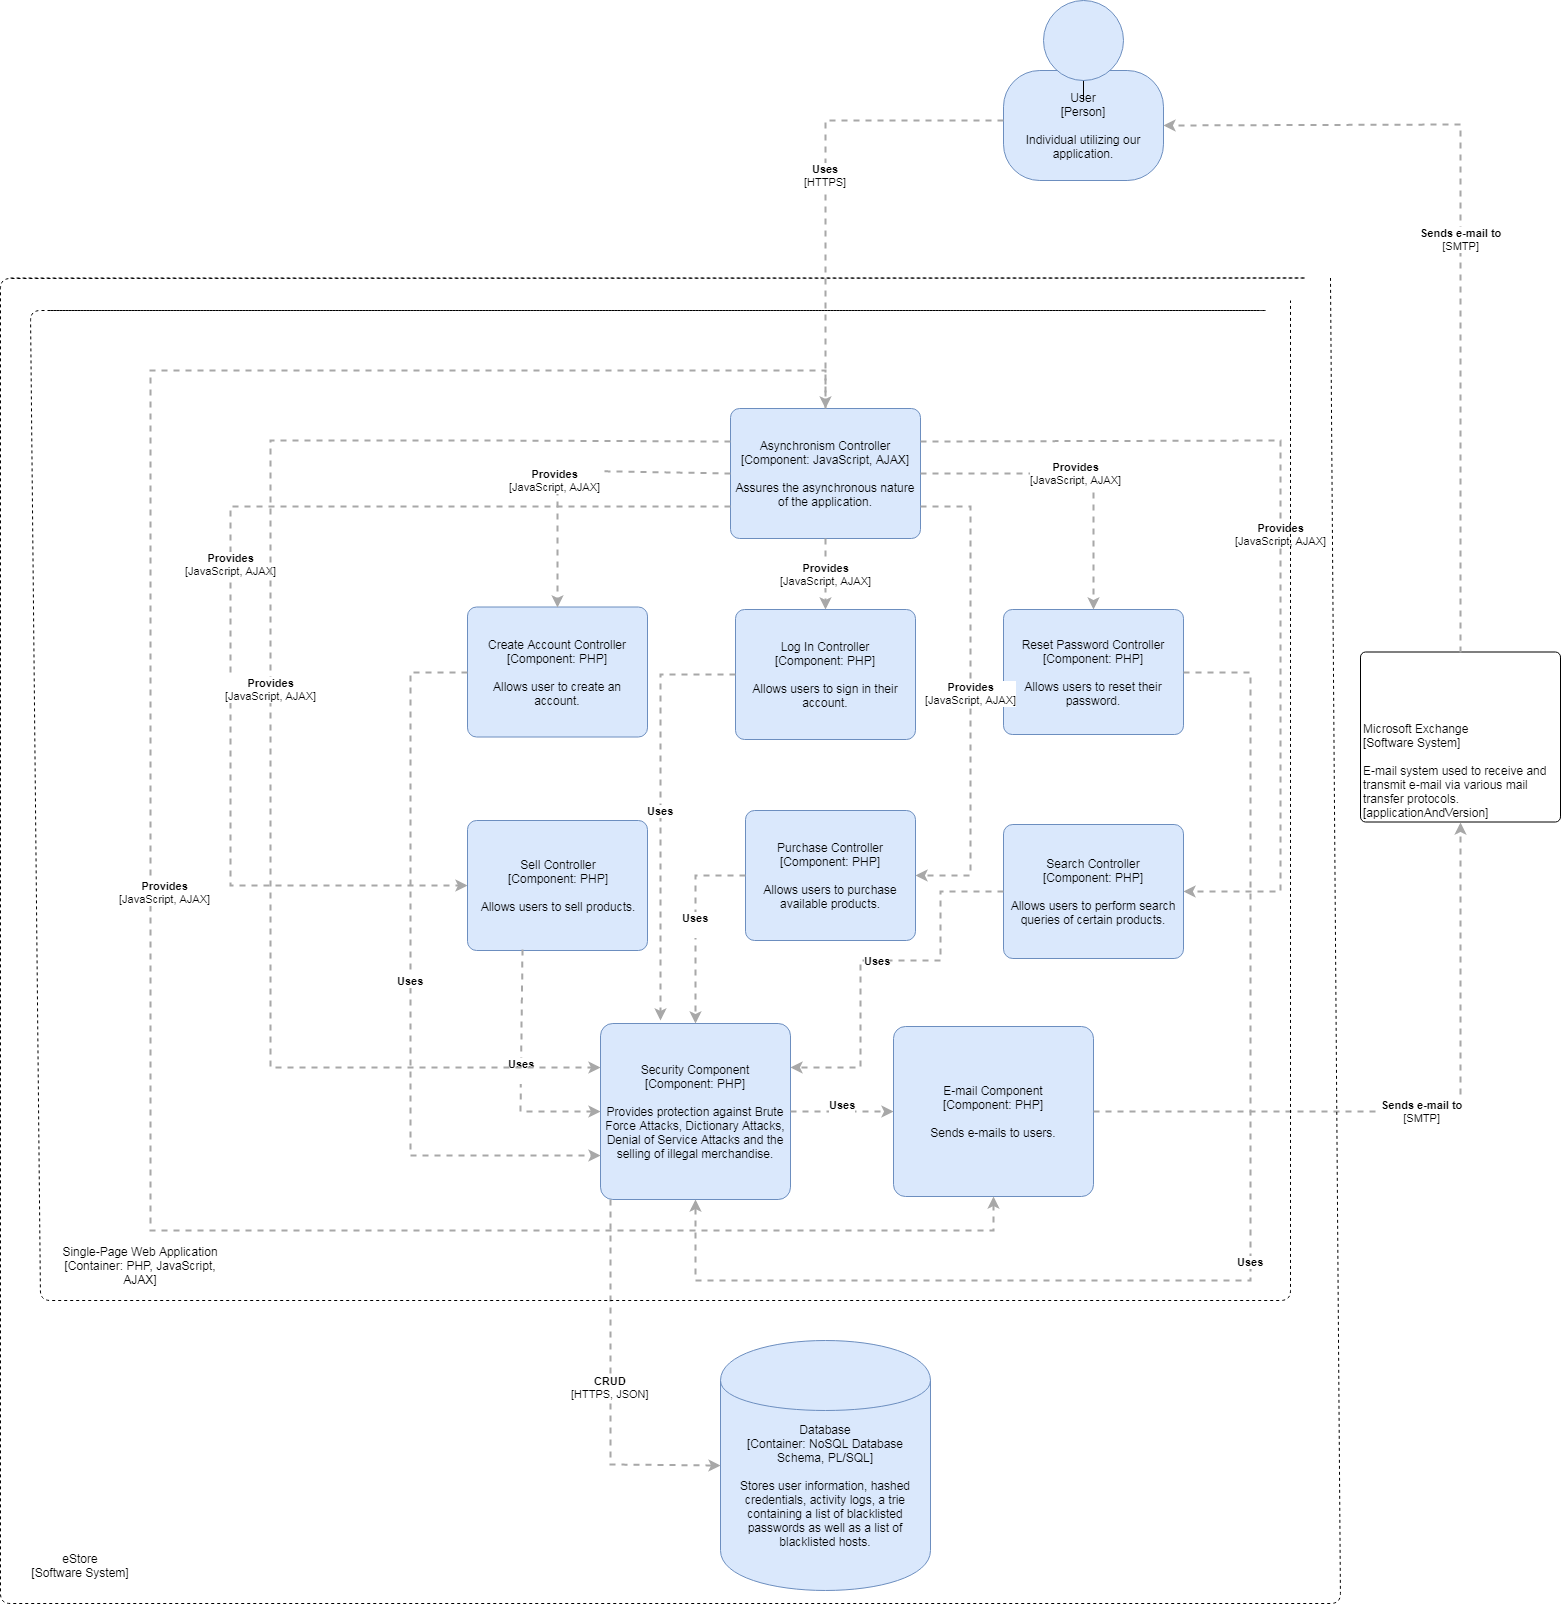 User
[Person]
Individual utilizing our
application.
Uses
[HTTPS]
Sends e-mail to
[SMTP]
Asynchronism Controller
[Component: JavaScript, AJAX]
Assures the asynchronous nature
of the application.
Provides
[JavaScript, AJAX]
Provides
[JavaScript, AJAX]
Provides
[JavaScript, AJAX]
Provides
[JavaScript, AJAX]
Provides
[JavaScript, AJAX]
Create Account Controller
[Component: PHP]
Allows user to create an
account.
Log In Controller
[Component: PHP]
Allows users to sign in their
account.
Reset Password Controller
[Component: PHP]
Allows users to reset their
password.
Provides
[JavaScript, AJAX]
Provides
[JavaScript, AJAX]
Microsoft Exchange
[Software System]
E-mail system used to receive and
transmit e-mail via various mail
transfer protocols.
[applicationAndVersion]
Uses
Sell Controller
[Component: PHP]
Allows users to sell products.
Purchase Controller
[Component: PHP]
Allows users to purchase
available products.
Search Controller
[Component: PHP]
Allows users to perform search
queries of certain products.
Provides
[JavaScript, AJAX]
Uses
Uses
Uses
Uses
Security Component
[Component: PHP]
Provides protection against Brute
Force Attacks, Dictionary Attacks,
Denial of Service Attacks and the
selling of illegal merchandise.
Uses
E-mail Component
[Component: PHP]
Sends e-mails to users.
Sends e-mail to
[SMTP]
Uses
Single-Page Web Application
[Container: PHP, JavaScript,
AJAX]
CRUD
[HTTPS, JSON]
Database
[Container: NoSQL Database
Schema, PL/SQL]
Stores user information, hashed
credentials, activity logs, a trie
containing a list of blacklisted
passwords as well as a list of
blacklisted hosts.
eStore
[Software System]